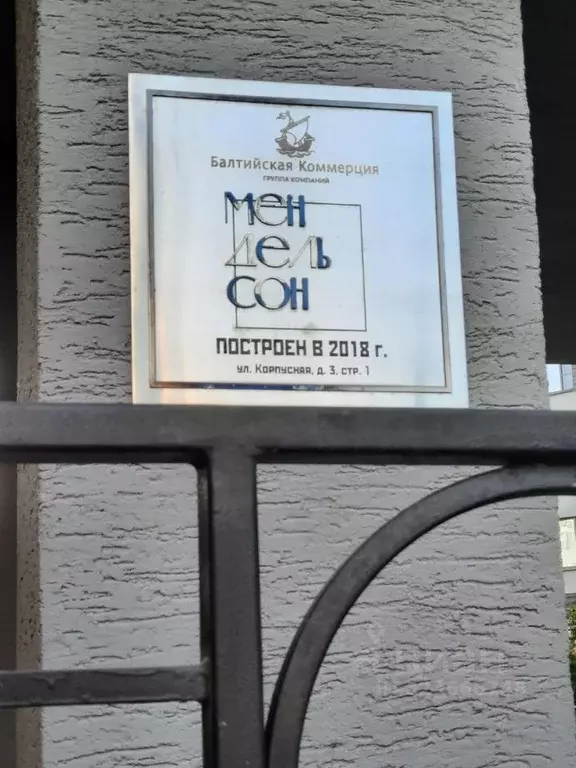 Балтийская Коммерция
ГРУППА КОМПАНИЙ
МЕН
ДЕЛЬ
СОН
ПОСТРОЕН В 2018 г.
ул. Корпусная, д. 3, стр. 1